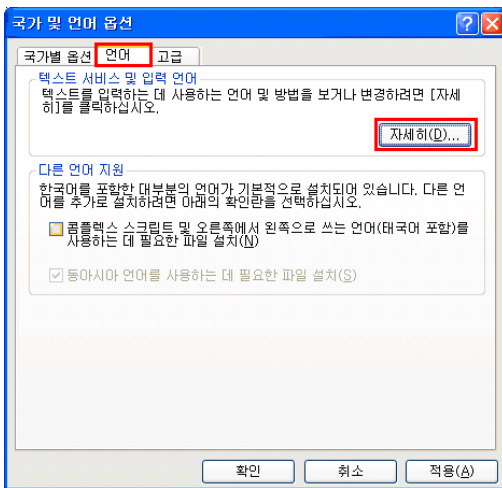 국가 및 언어 옵션
국가별 옵션 언어 고급
텍스트 서비스 및 입력 언어
텍스트를 입력하는 데 사용하는 언어 및 방법을 보거나 변경하려면 [자세
히]를 클릭하십시오.
자세히(D)...
다른 언어 지원
한국어를 포함한 대부분의 언어가 기본적으로 설치되어 있습니다. 다른 언
어를 추가로 설치하려면 아래의 확인란을 선택하십시오.
콤플렉스 스크립트 및 오른쪽에서 왼쪽으로 쓰는 언어(태국어 포함)를
사용하는 데 필요한 파일 설치(N)
동아시아 언어를 사용하는 데 필요한 파일 설치(S)
확인 취소 적용(A)